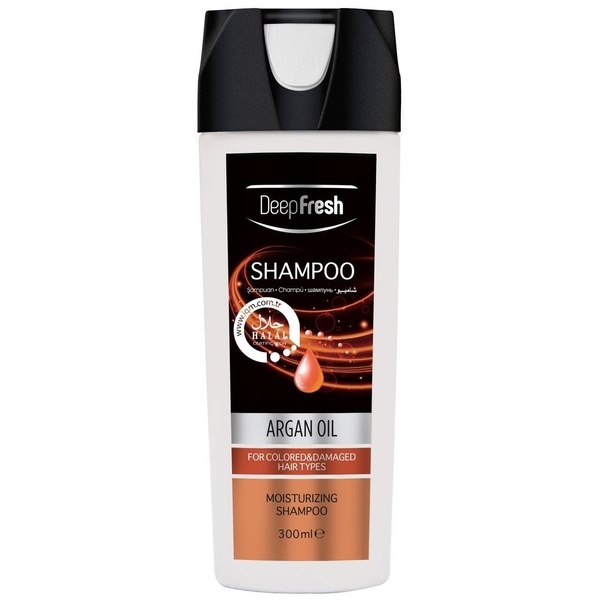 DeepFresh
SHAMPOO
Şampuan • Champú • шампунь • شامبو
www.iqm.com.tr
حلال
HALAL
ARGAN OIL
FOR COLORED&DAMAGED
HAIR TYPES
MOISTURIZING
SHAMPOO
300ml ℮